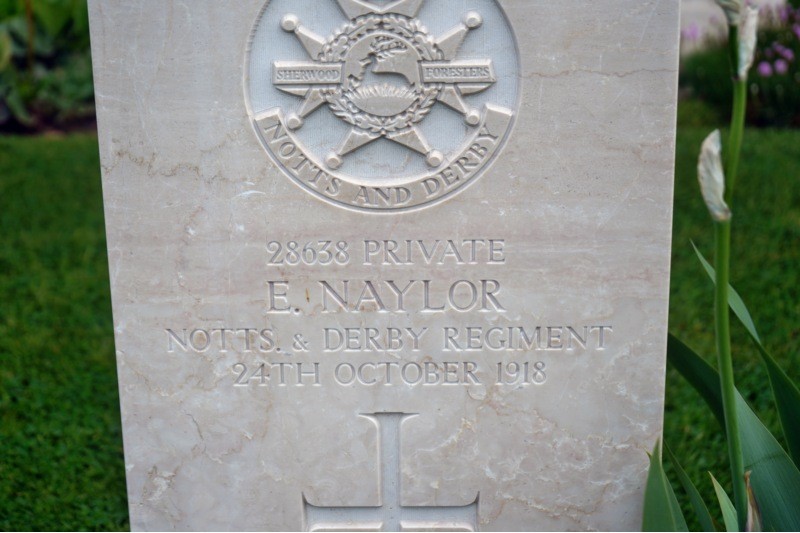 SHERWOOD FORESTERS
NOTTS AND DERBY
28638 PRIVATE
E. NAYLOR
NOTTS. & DERBY REGIMENT
24TH OCTOBER 1918